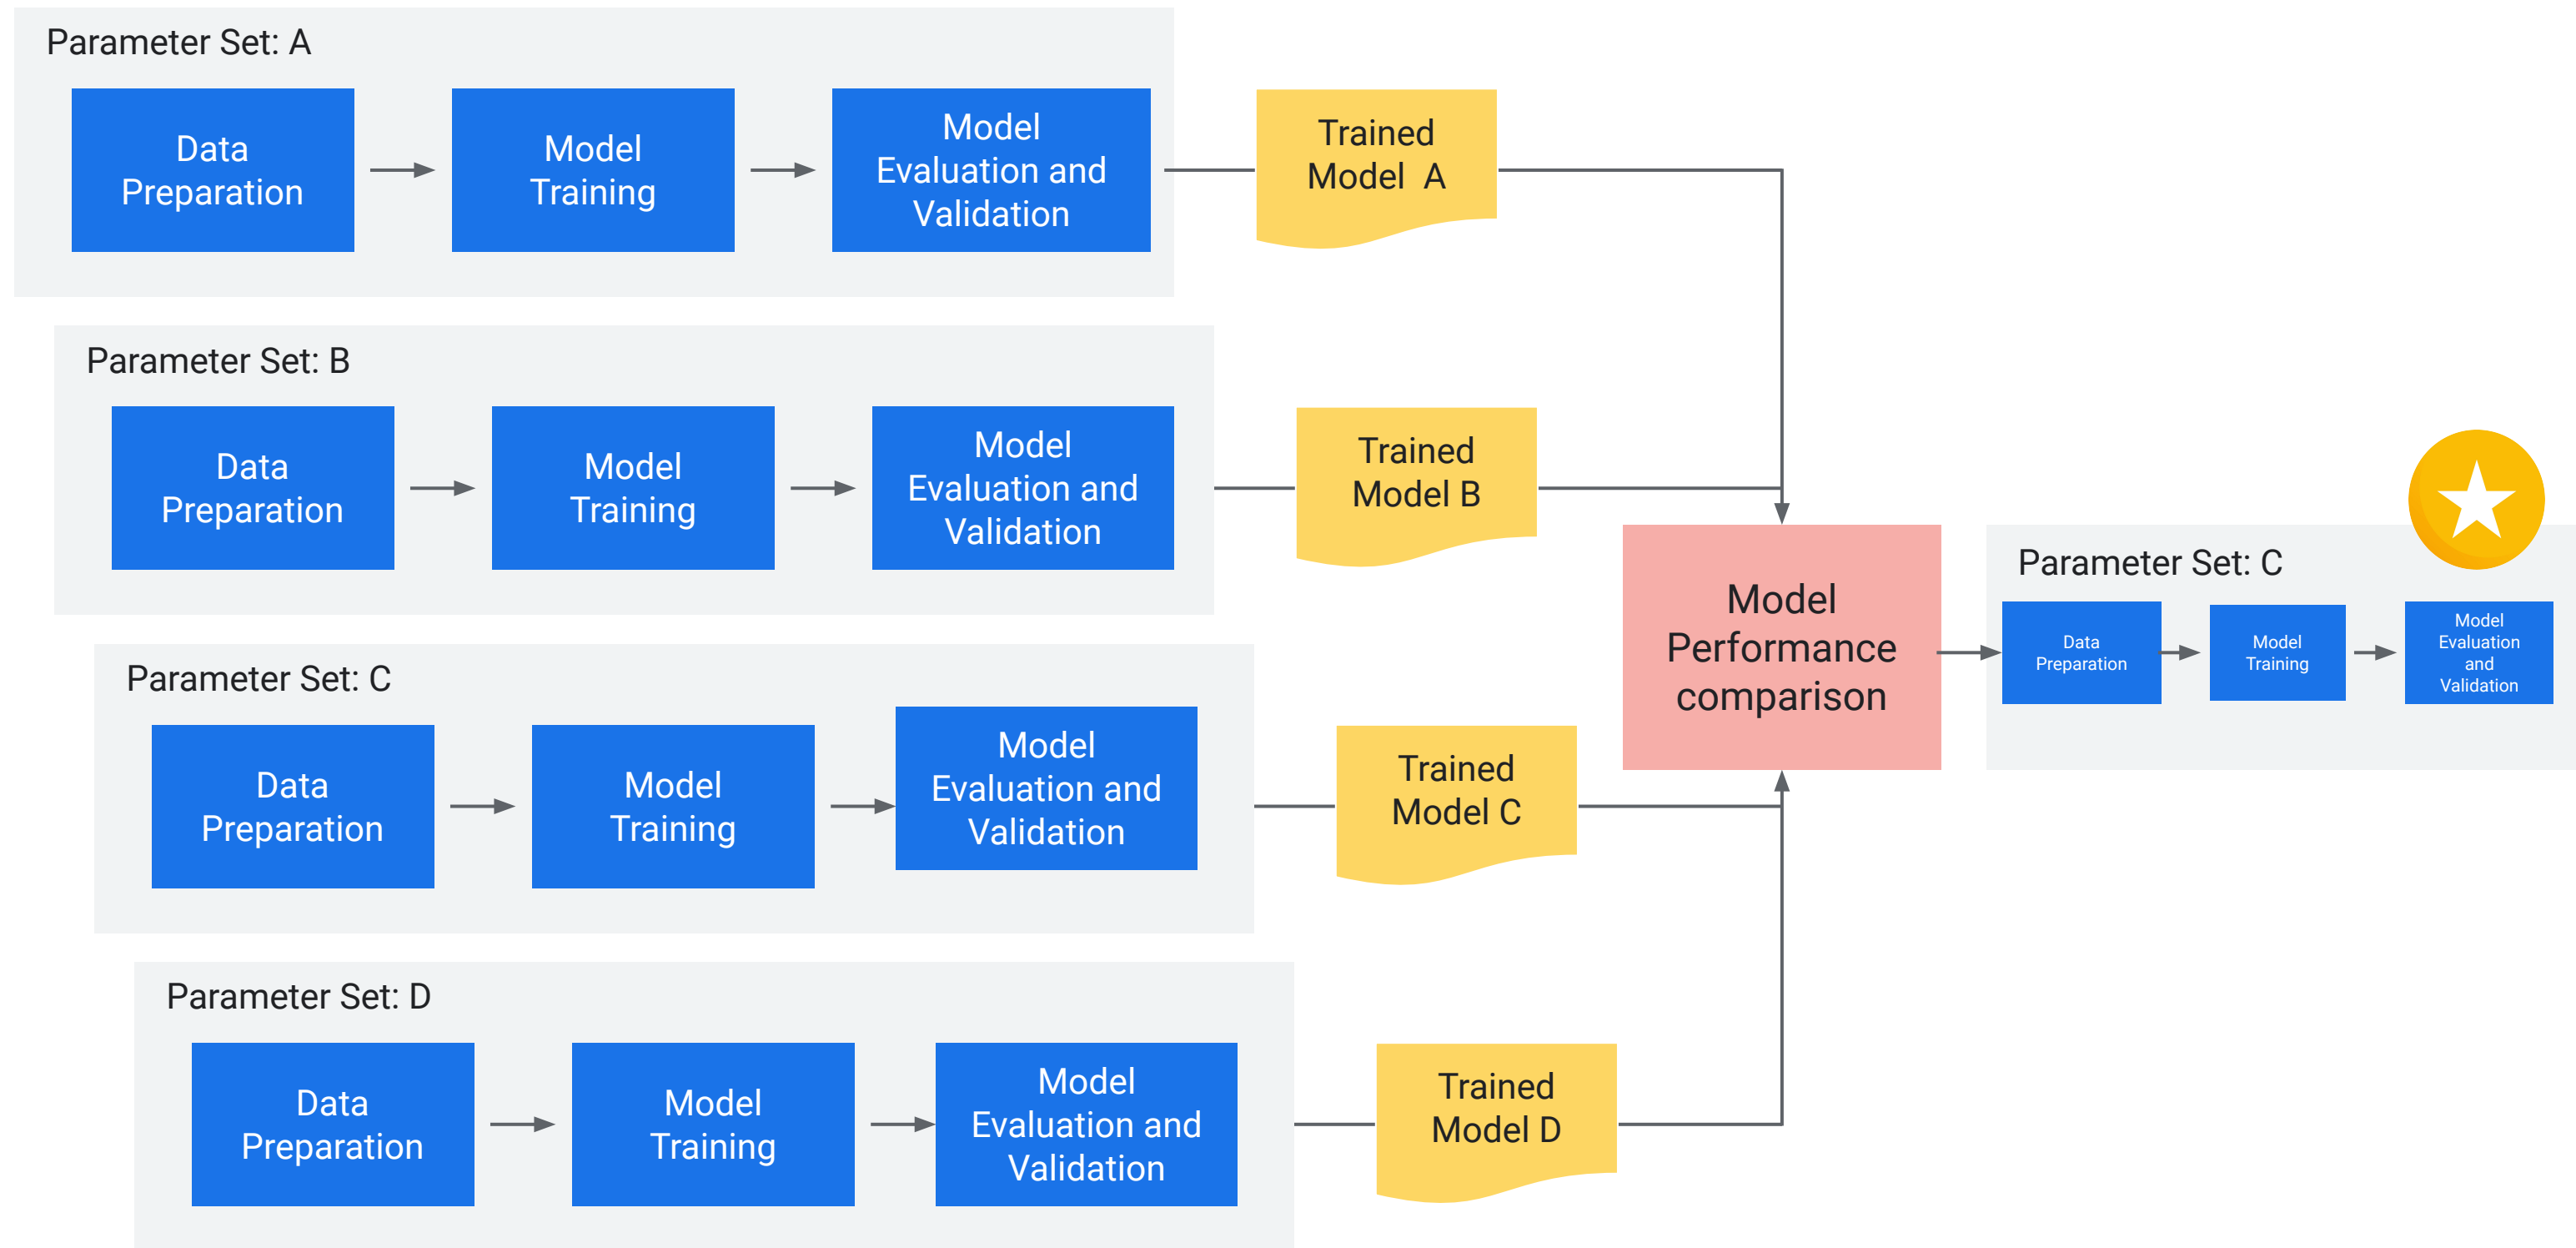 Parameter Set: A
Data
Preparation
Model
Training
Model
Evaluation and
Validation
Trained
Model  A
Parameter Set: B
Data
Preparation
Model
Training
Model
Evaluation and
Validation
Trained
Model B
Parameter Set: C
Data
Preparation
Model
Training
Model
Evaluation and
Validation
Trained
Model C
Parameter Set: D
Data
Preparation
Model
Training
Model
Evaluation and
Validation
Trained
Model D
Model
Performance
comparison
Parameter Set: C
Data
Preparation
Model
Training
Model
Evaluation
and
Validation